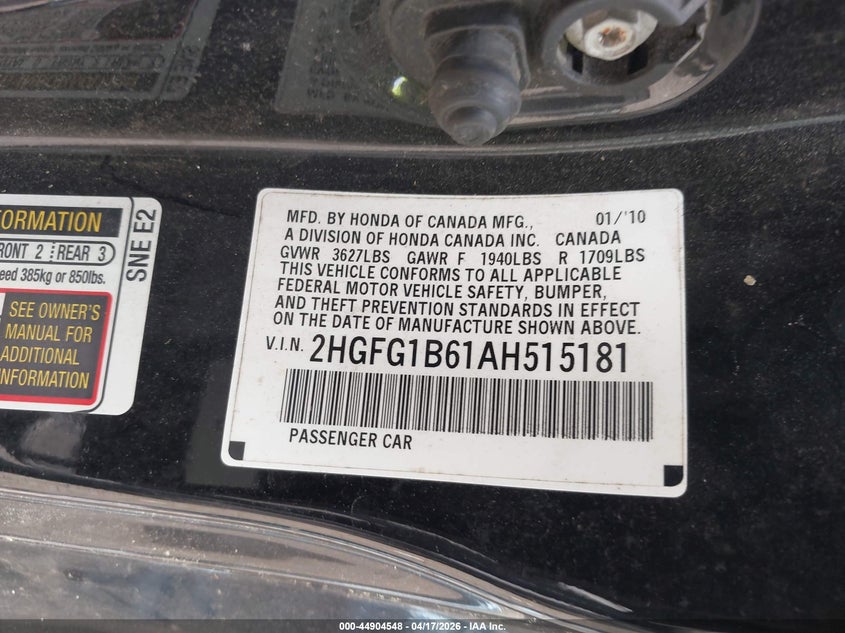 FORMATION
RONT 2 REAR 3
eed 385kg or 850lbs.
SEE OWNER'S
MANUAL FOR
ADDITIONAL
INFORMATION
SNE E2
MFD. BY HONDA OF CANADA MFG., 01/'10
A DIVISION OF HONDA CANADA INC. CANADA
GVWR 3627LBS GAWR F 1940LBS R 1709LBS
THIS VEHICLE CONFORMS TO ALL APPLICABLE
FEDERAL MOTOR VEHICLE SAFETY, BUMPER,
AND THEFT PREVENTION STANDARDS IN EFFECT
ON THE DATE OF MANUFACTURE SHOWN ABOVE.
V.I.N. 2HGFG1B61AH515181
PASSENGER CAR
000-44904548 - 04/17/2026 - IAA Inc.